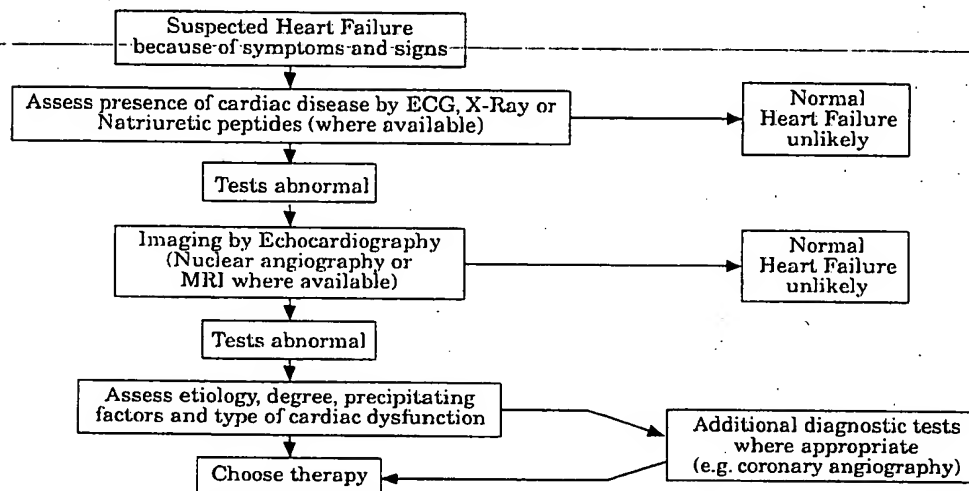 Suspected Heart Failure
because of symptoms and signs
Assess presence of cardiac disease by ECG, X-Ray or
Natriuretic peptides (where available)
Normal
Heart Failure
unlikely
Tests abnormal
Imaging by Echocardiography
(Nuclear angiography or
MRI where available)
Normal
Heart Failure
unlikely
Tests abnormal
Assess etiology, degree, precipitating
factors and type of cardiac dysfunction
Additional diagnostic tests
where appropriate
(e.g. coronary angiography)
Choose therapy